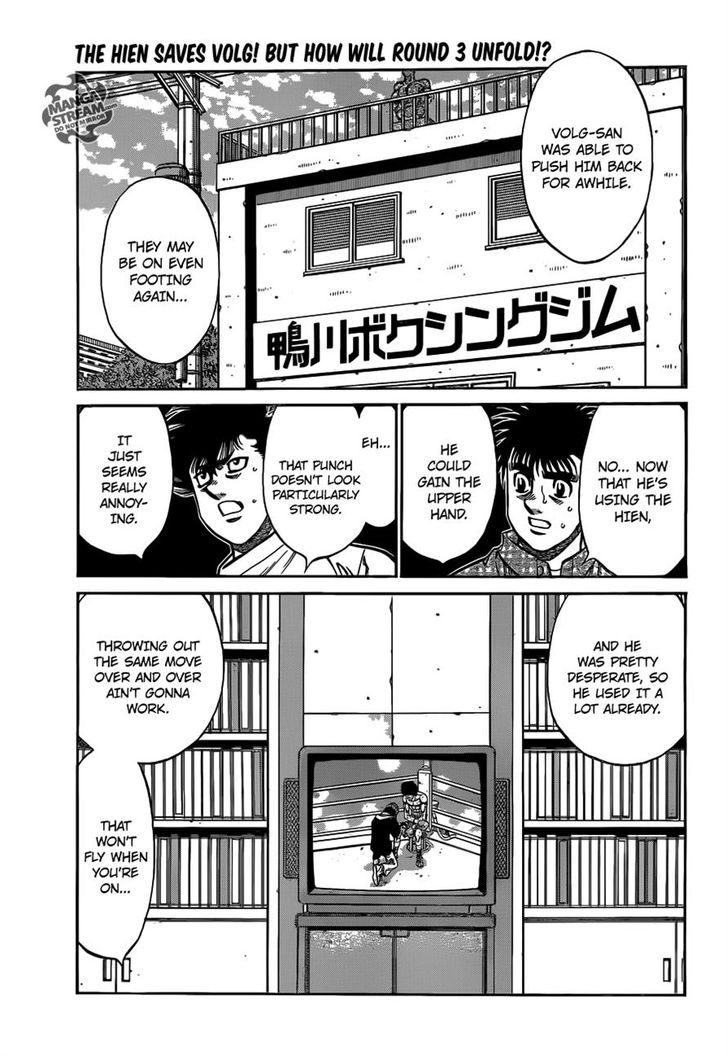 THE HIEN SAVES VOLG! BUT HOW WILL ROUND 3 UNFOLD!?
MANGA
STREAM.com
DO NOT MIRROR
VOLG-SAN
WAS ABLE TO
PUSH HIM BACK
FOR AWHILE.
THEY MAY
BE ON EVEN
FOOTING
AGAIN...
鴨川ボクシングジム
NO... NOW
THAT HE'S
USING THE
HIEN,
HE
COULD
GAIN THE
UPPER
HAND.
EH...
THAT PUNCH
DOESN'T LOOK
PARTICULARLY
STRONG.
IT
JUST
SEEMS
REALLY
ANNOY-
ING.
AND HE
WAS PRETTY
DESPERATE, SO
HE USED IT A
LOT ALREADY.
THROWING OUT
THE SAME MOVE
OVER AND OVER
AIN'T GONNA
WORK.
THAT
WON'T
FLY WHEN
YOU'RE
ON...